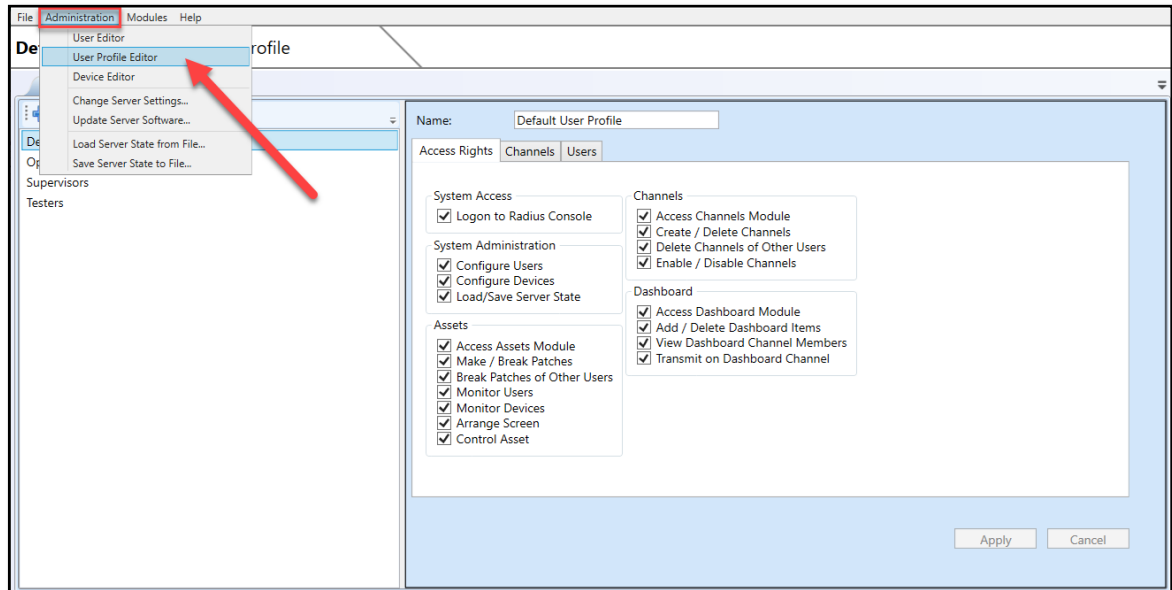 File Administration Modules Help
User Editor
De
User Profile Editor
rofile
Device Editor
Change Server Settings...
Update Server Software...
De
Load Server State from File...
Op
Save Server State to File...
Supervisors
Testers
Name: Default User Profile
Access Rights Channels Users
System Access
Logon to Radius Console
System Administration
Configure Users
Configure Devices
Load/Save Server State
Assets
Access Assets Module
Make / Break Patches
Break Patches of Other Users
Monitor Users
Monitor Devices
Arrange Screen
Control Asset
Channels
Access Channels Module
Create / Delete Channels
Delete Channels of Other Users
Enable / Disable Channels
Dashboard
Access Dashboard Module
Add / Delete Dashboard Items
View Dashboard Channel Members
Transmit on Dashboard Channel
Apply Cancel